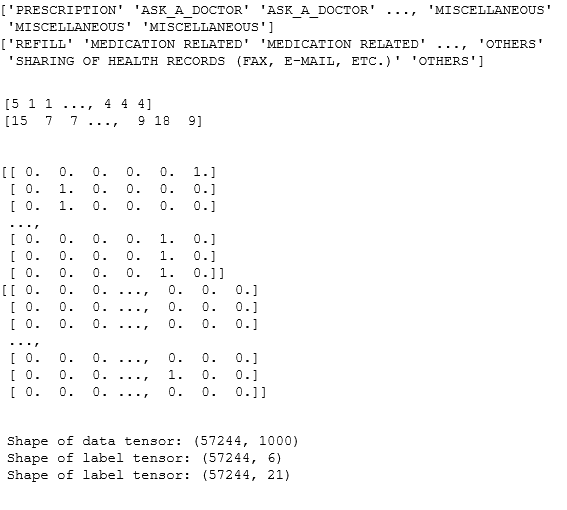 ['PRESCRIPTION' 'ASK_A_DOCTOR' 'ASK_A_DOCTOR' ..., 'MISCELLANEOUS'
 'MISCELLANEOUS' 'MISCELLANEOUS']
['REFILL' 'MEDICATION RELATED' 'MEDICATION RELATED' ..., 'OTHERS'
 'SHARING OF HEALTH RECORDS (FAX, E-MAIL, ETC.)' 'OTHERS']
[5 1 1 ..., 4 4 4]
[15  7  7 ...,  9 18  9]
[[ 0.  0.  0.  0.  0.  1.]
 [ 0.  1.  0.  0.  0.  0.]
 [ 0.  1.  0.  0.  0.  0.]
 ...,
 [ 0.  0.  0.  0.  1.  0.]
 [ 0.  0.  0.  0.  1.  0.]
 [ 0.  0.  0.  0.  1.  0.]]
[[ 0.  0.  0. ...,  0.  0.  0.]
 [ 0.  0.  0. ...,  0.  0.  0.]
 [ 0.  0.  0. ...,  0.  0.  0.]
 ...,
 [ 0.  0.  0. ...,  0.  0.  0.]
 [ 0.  0.  0. ...,  1.  0.  0.]
 [ 0.  0.  0. ...,  0.  0.  0.]]
Shape of data tensor: (57244, 1000)
Shape of label tensor: (57244, 6)
Shape of label tensor: (57244, 21)